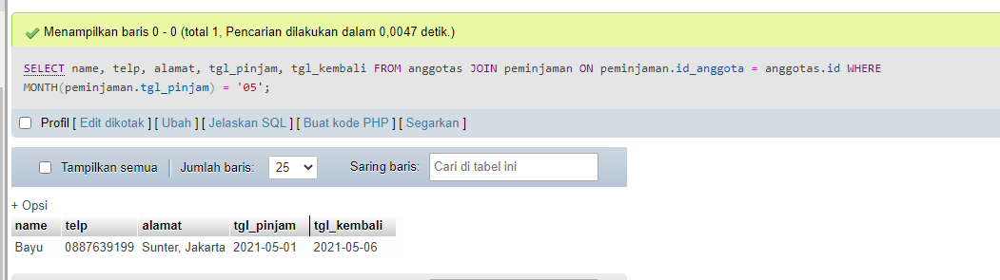 Menampilkan baris 0 - 0 (total 1, Pencarian dilakukan dalam 0,0047 detik.)
SELECT name, telp, alamat, tgl_pinjam, tgl_kembali FROM anggotas JOIN peminjaman ON peminjaman.id_anggota = anggotas.id WHERE
MONTH(peminjaman.tgl_pinjam) = '05';
Profil [ Edit dikotak ] [ Ubah ] [ Jelaskan SQL ] [ Buat kode PHP ] [ Segarkan ]
Tampilkan semua Jumlah baris: 25 Saring baris: Cari di tabel ini
+ Opsi
name telp alamat tgl_pinjam tgl_kembali
Bayu 0887639199 Sunter, Jakarta 2021-05-01 2021-05-06